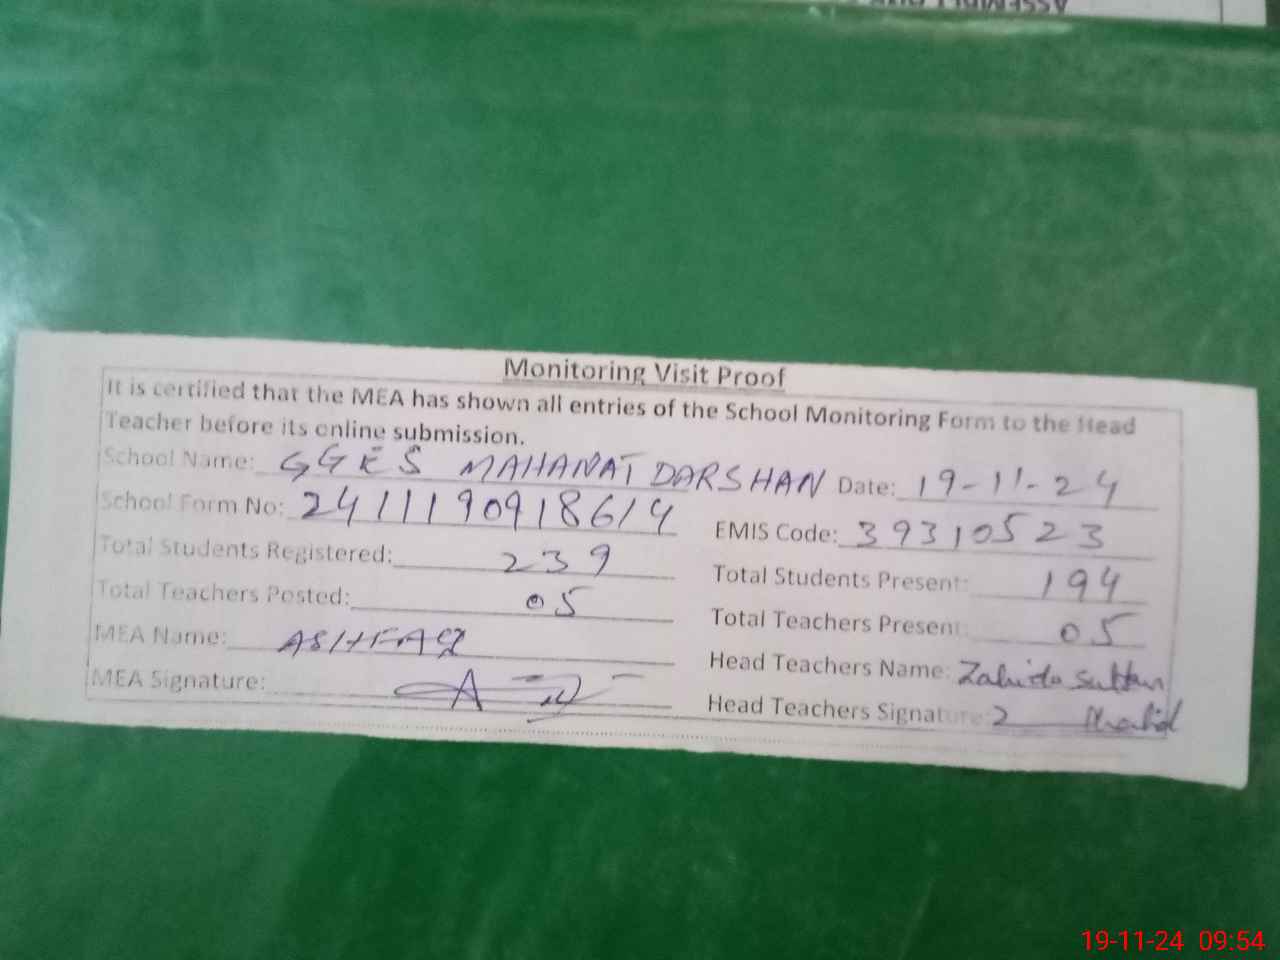 Monitoring Visit Proof
It is certified that the MEA has shown all entries of the School Monitoring Form to the Head
Teacher before its online submission.
School Name: GGES MAHANAT DARSHAN Date: 19-11-24
School Form No: 2411190918614 EMIS Code: 39310523
Total Students Registered: 239 Total Students Present: 194
Total Teachers Posted: 05 Total Teachers Present: 05
MEA Name: ASHFAQ Head Teachers Name: Zahida Sultan
MEA Signature: Head Teachers Signature:
19-11-24 09:54